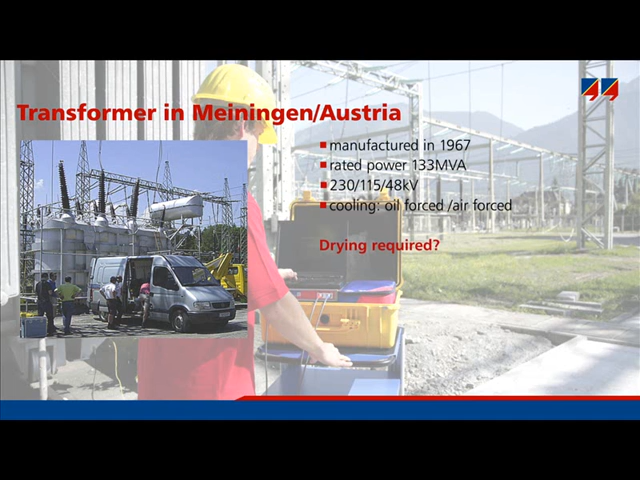 Transformer in Meiningen/Austria
manufactured in 1967
rated power 133MVA
230/115/48kV
cooling: oil forced /air forced
Drying required?